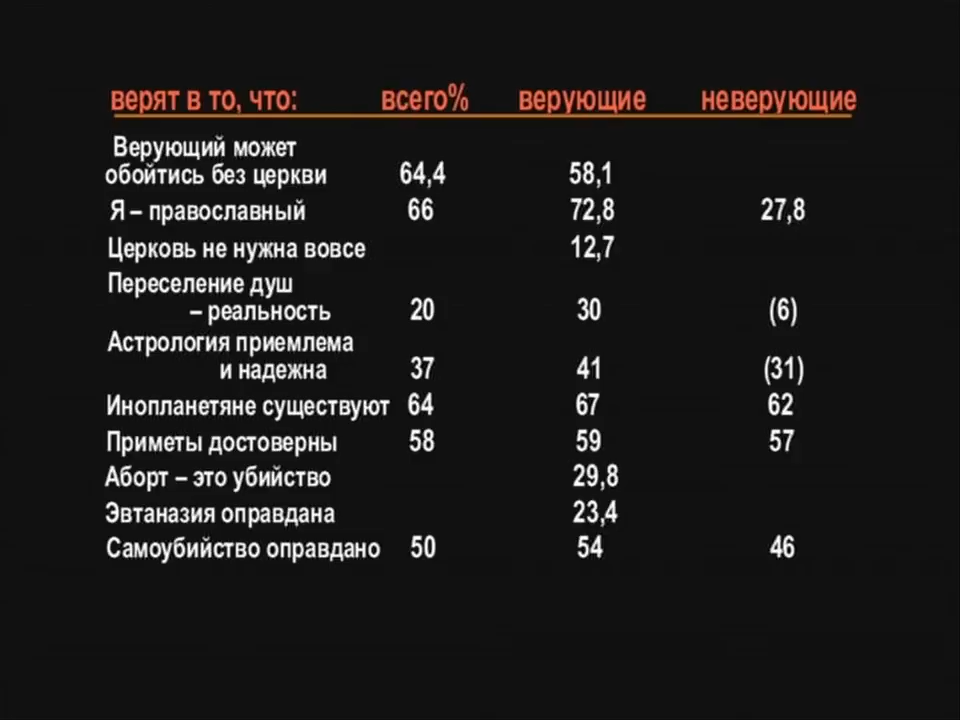 верят в то, что: всего% верующие неверующие
Верующий может
обойтись без церкви 64,4 58,1
Я – православный 66 72,8 27,8
Церковь не нужна вовсе 12,7
Переселение душ
– реальность 20 30 (6)
Астрология приемлема
и надежна 37 41 (31)
Инопланетяне существуют 64 67 62
Приметы достоверны 58 59 57
Аборт – это убийство 29,8
Эвтаназия оправдана 23,4
Самоубийство оправдано 50 54 46